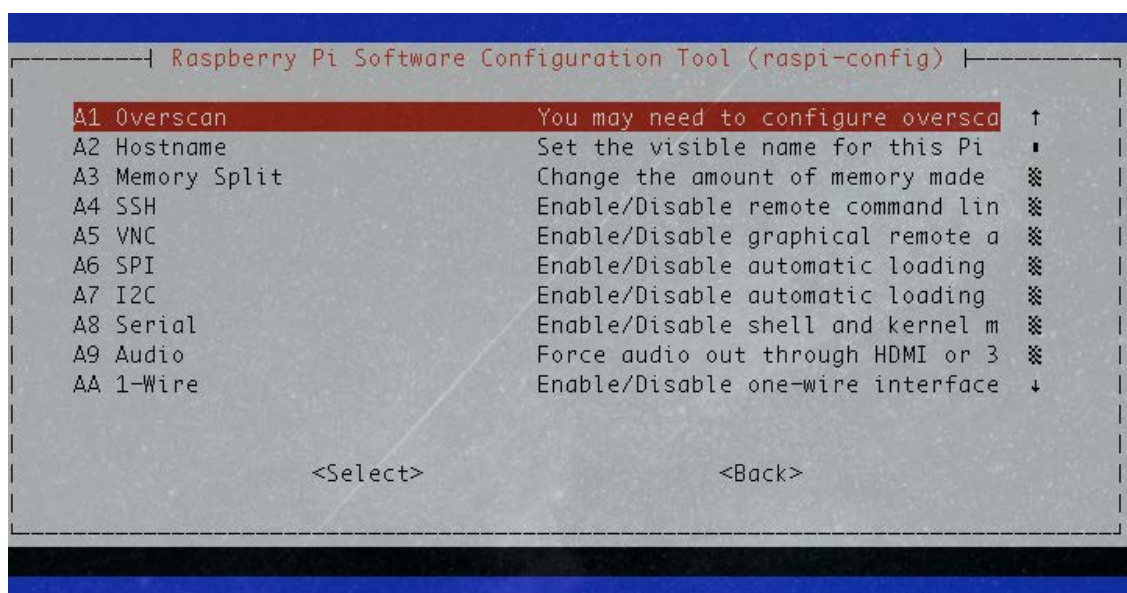 Raspberry Pi Software Configuration Tool (raspi-config)
A1 Overscan You may need to configure oversca
A2 Hostname Set the visible name for this Pi
A3 Memory Split Change the amount of memory made
A4 SSH Enable/Disable remote command lin
A5 VNC Enable/Disable graphical remote a
A6 SPI Enable/Disable automatic loading
A7 I2C Enable/Disable automatic loading
A8 Serial Enable/Disable shell and kernel m
A9 Audio Force audio out through HDMI or 3
AA 1-Wire Enable/Disable one-wire interface
<Select> <Back>